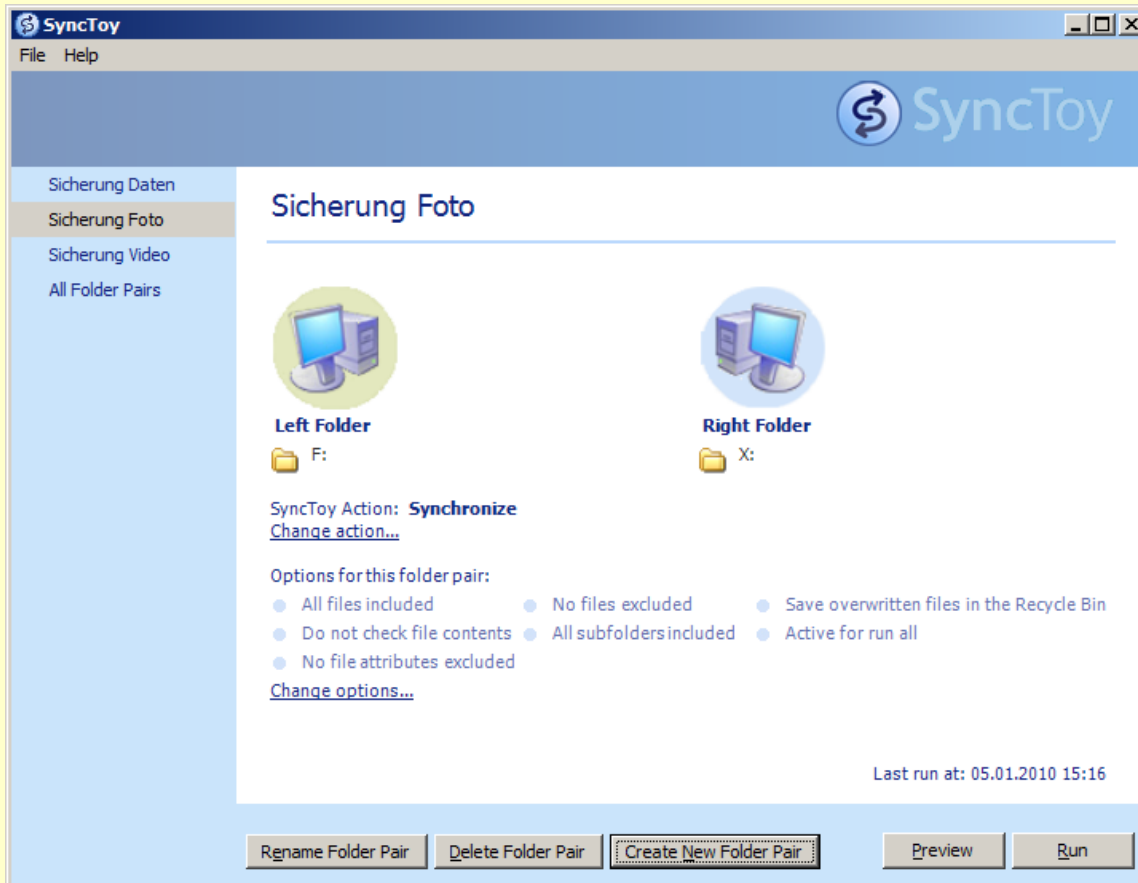 SyncToy
File Help
SyncToy
Sicherung Daten
Sicherung Foto
Sicherung Video
All Folder Pairs
Sicherung Foto
Left Folder
F:
Right Folder
X:
SyncToy Action: Synchronize
Change action...
Options for this folder pair:
All files included No files excluded Save overwritten files in the Recycle Bin
Do not check file contents All subfolders included Active for run all
No file attributes excluded
Change options...
Last run at: 05.01.2010 15:16
Rename Folder Pair Delete Folder Pair Create New Folder Pair Preview Run